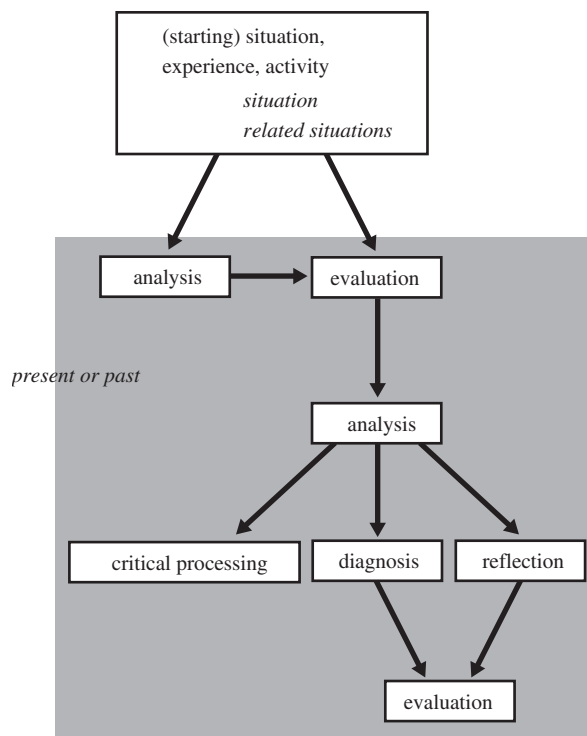 (starting) situation,
experience, activity
situation
related situations
analysis
evaluation
present or past
analysis
critical processing
diagnosis
reflection
evaluation